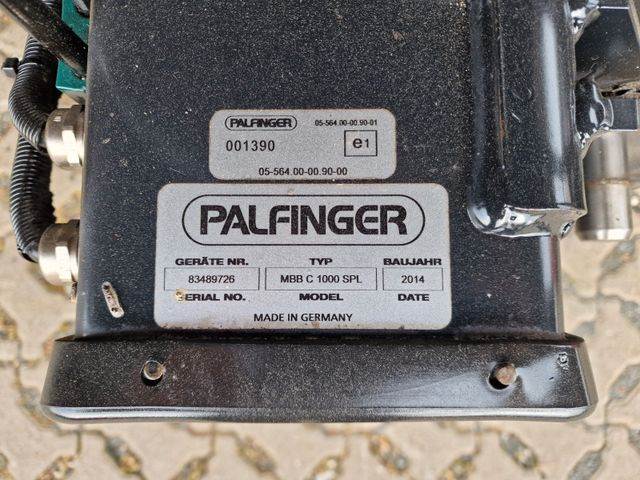 PALFINGER 05-564.00-00.90-01
001390 e1
05-564.00-00.90-00
PALFINGER
GERÄTE NR. TYP BAUJAHR
83489726 MBB C 1000 SPL 2014
SERIAL NO. MODEL DATE
MADE IN GERMANY